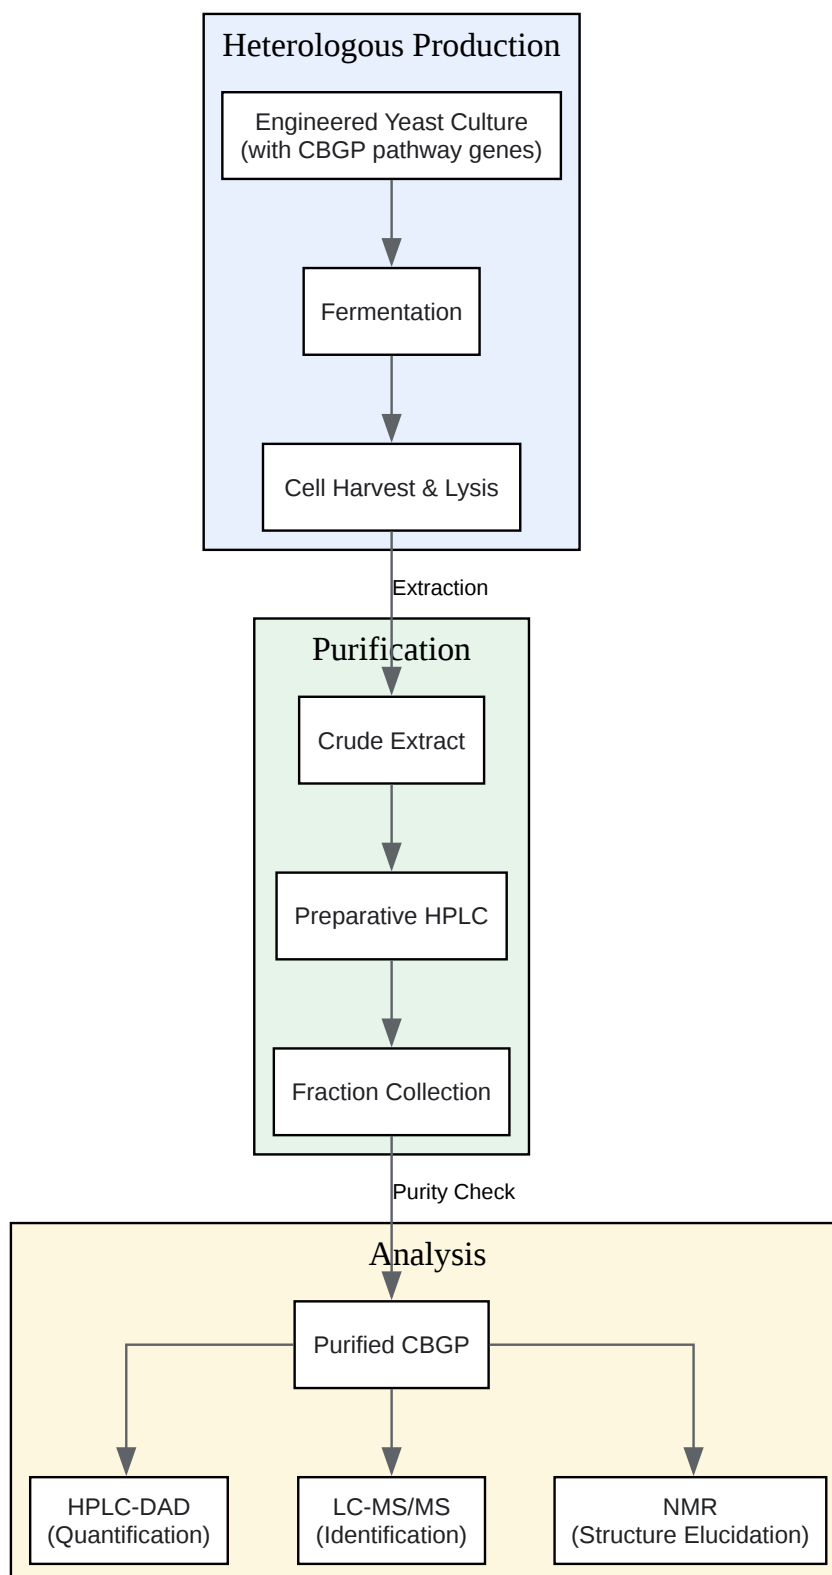 Heterologous Production
Engineered Yeast Culture
(with CBGP pathway genes)
Fermentation
Cell Harvest & Lysis
Extraction
Purification
Crude Extract
Preparative HPLC
Fraction Collection
Purity Check
Analysis
Purified CBGP
HPLC-DAD
(Quantification)
LC-MS/MS
(Identification)
NMR
(Structure Elucidation)